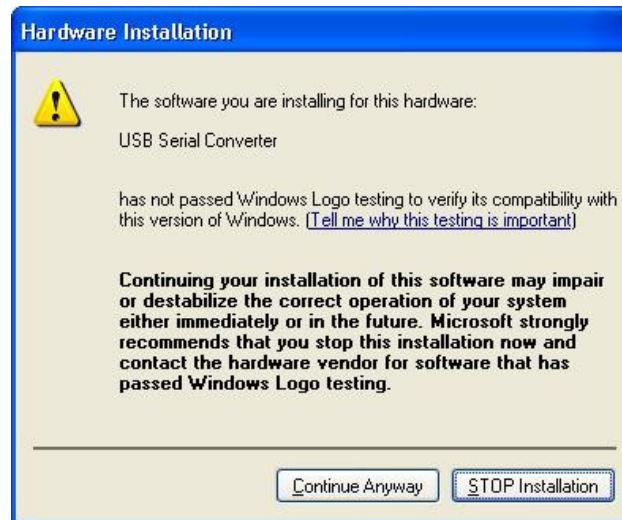 Hardware Installation
The software you are installing for this hardware:
USB Serial Converter
has not passed Windows Logo testing to verify its compatibility with
this version of Windows. (Tell me why this testing is important)
Continuing your installation of this software may impair
or destabilize the correct operation of your system
either immediately or in the future. Microsoft strongly
recommends that you stop this installation now and
contact the hardware vendor for software that has
passed Windows Logo testing.
Continue Anyway
STOP Installation